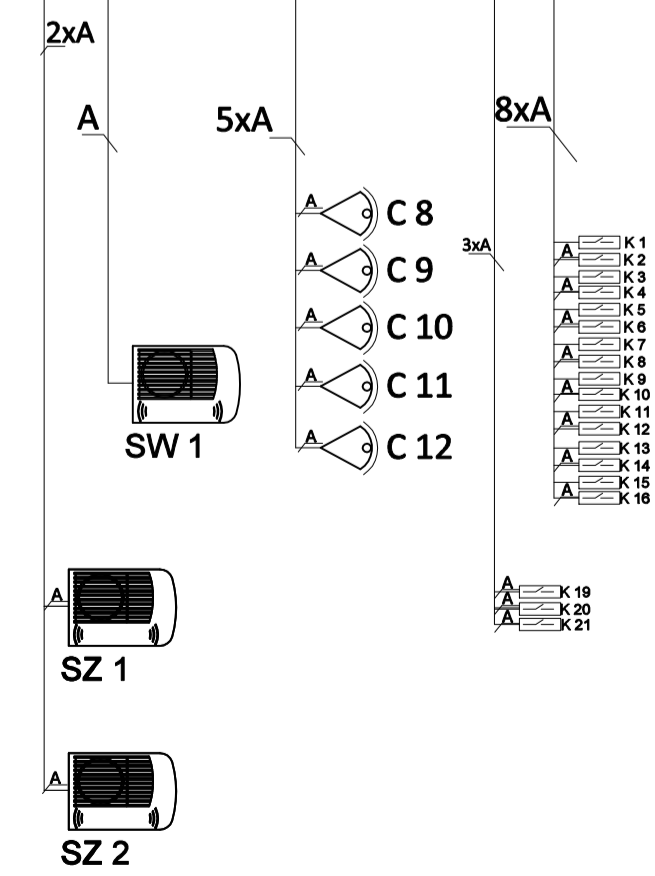 2xA
A
5xA
8xA
A
C 8
3xA
K 1
A
K 2
K 3
A
C 9
A
K 4
K 5
A
C 10
A
K 6
K 7
A
K 8
A
C 11
K 9
A
K 10
K 11
A
K 12
A
C 12
K 13
A
K 14
K 15
A
K 16
SW 1
A
K 19
A
K 20
A
K 21
A
SZ 1
A
SZ 2